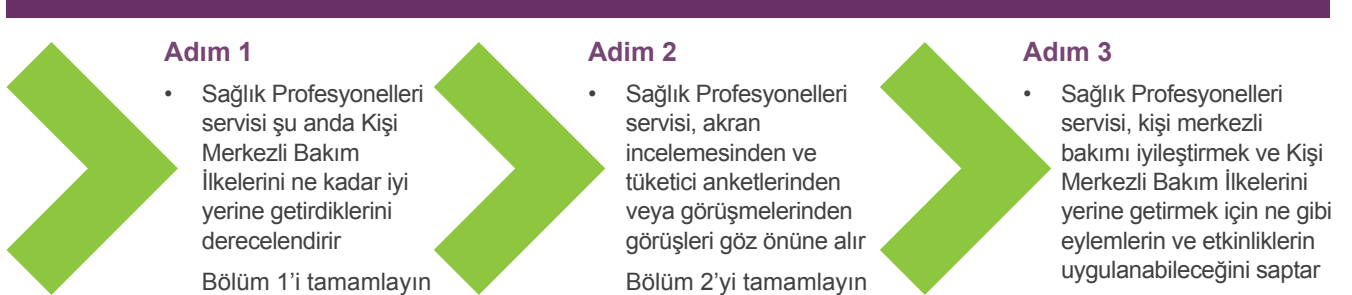 Adım 1
• Sağlık Profesyonelleri
servisi şu anda Kişi
Merkezli Bakım
İlkelerini ne kadar iyi
yerine getirdiklerini
derecelendirir
Bölüm 1’i tamamlayın
Adim 2
• Sağlık Profesyonelleri
servisi, akran
incelemesinden ve
tüketici anketlerinden
veya görüşmelerinden
görüşleri göz önüne alır
Bölüm 2’yi tamamlayın
Adım 3
• Sağlık Profesyonelleri
servisi, kişi merkezli
bakımı iyileştirmek ve Kişi
Merkezli Bakım İlkelerini
yerine getirmek için ne gibi
eylemlerin ve etkinliklerin
uygulanabileceğini saptar